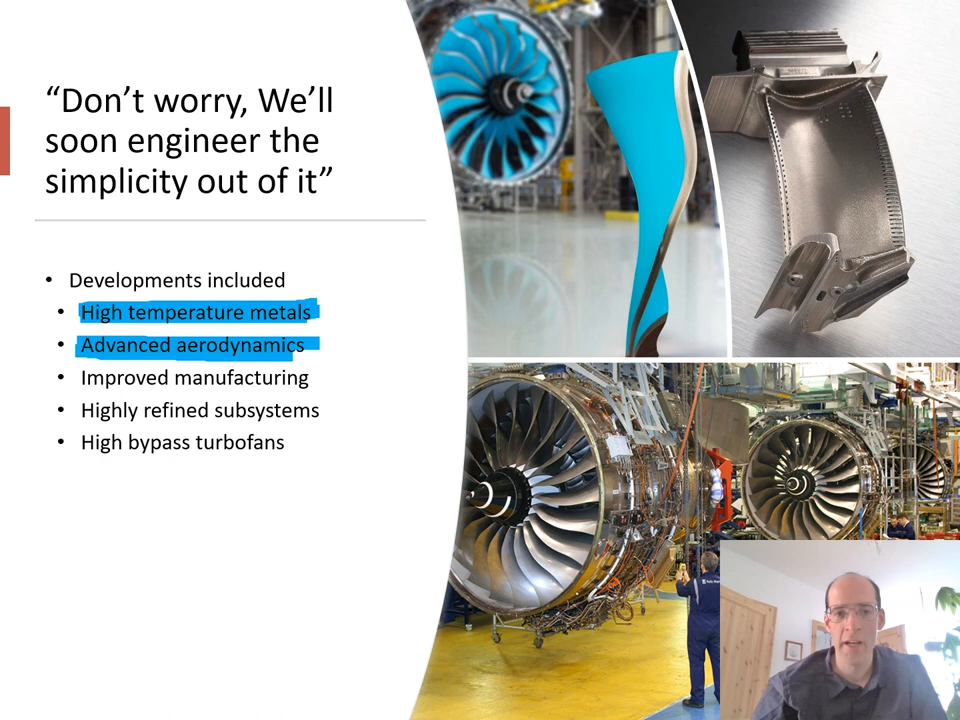 “Don’t worry, We’ll
soon engineer the
simplicity out of it”
• Developments included
• High temperature metals
• Advanced aerodynamics
• Improved manufacturing
• Highly refined subsystems
• High bypass turbofans